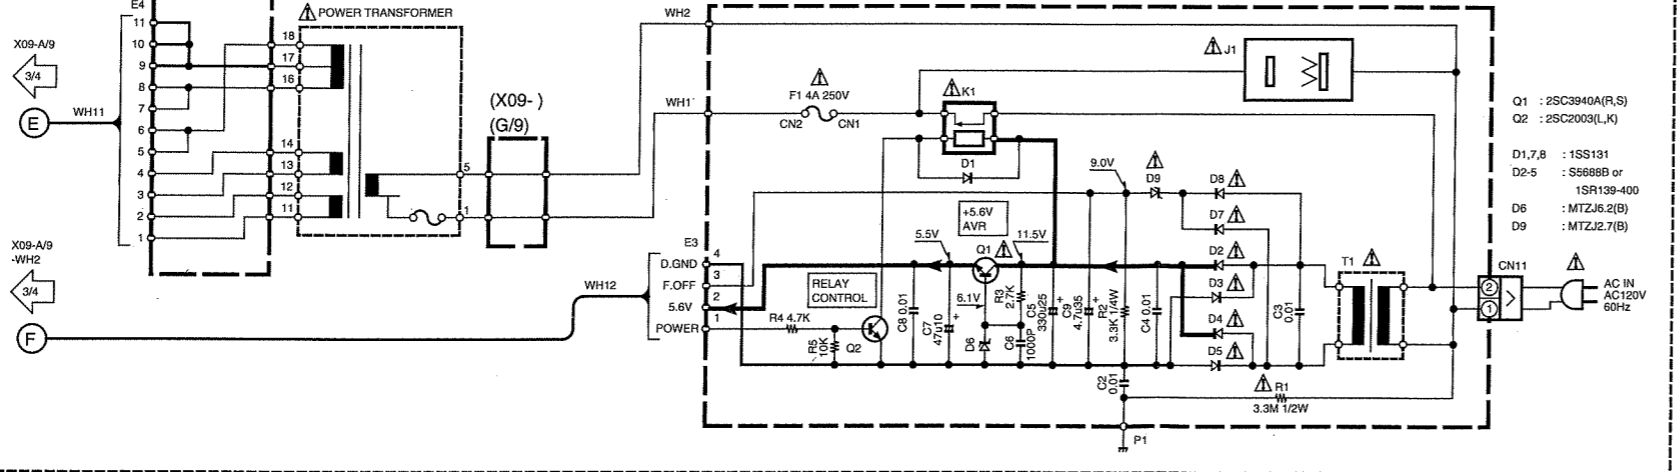 E4
11
10
9
8
7
6
5
4
3
2
1
X09-A/9
3/4
E
WH11
POWER TRANSFORMER
18
17
16
14
13
12
11
5
1
(X09- )
(G/9)
X09-A/9
-WH2
3/4
F
WH12
E3
4
D.GND
3
F.OFF
2
5.6V
1
POWER
WH2
WH1
F1 4A 250V
CN2
CN1
K1
D1
J1
9.0V
D9
D8
D7
D2
D3
D4
D5
+5.6V
AVR
5.5V
Q1
11.5V
RELAY
CONTROL
6.1V
R4 4.7K
R5
10K
Q2
C8 0.01
C7
47u10
+
D6
R3
2.7K
C6
1000P
C5
330u25
+
C9
4.7u35
+
R2
3.3K 1/4W
C4 0.01
C3
0.01
C2
0.01
R1
3.3M 1/2W
P1
T1
CN11
2
1
AC IN
AC120V
60Hz
Q1 : 2SC3940A(R,S)
Q2 : 2SC2003(L,K)
D1,7,8 : 1SS131
D2-5 : S5688B or
1SR139-400
D6 : MTZJ6.2(B)
D9 : MTZJ2.7(B)